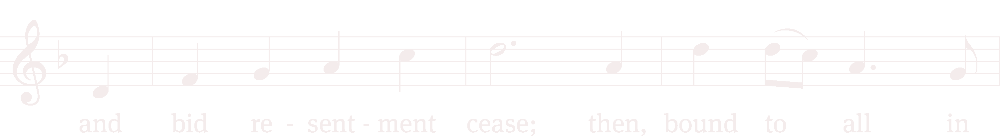 and bid re - sent - ment cease; then, bound to all in